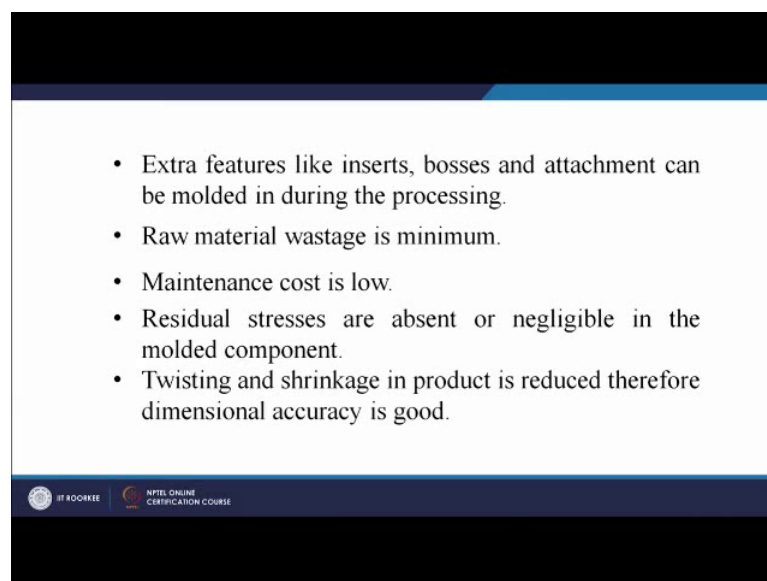 • Extra features like inserts, bosses and attachment can
be molded in during the processing.
• Raw material wastage is minimum.
• Maintenance cost is low.
• Residual stresses are absent or negligible in the
molded component.
• Twisting and shrinkage in product is reduced therefore
dimensional accuracy is good.
IIT ROORKEE
NPTEL ONLINE
CERTIFICATION COURSE